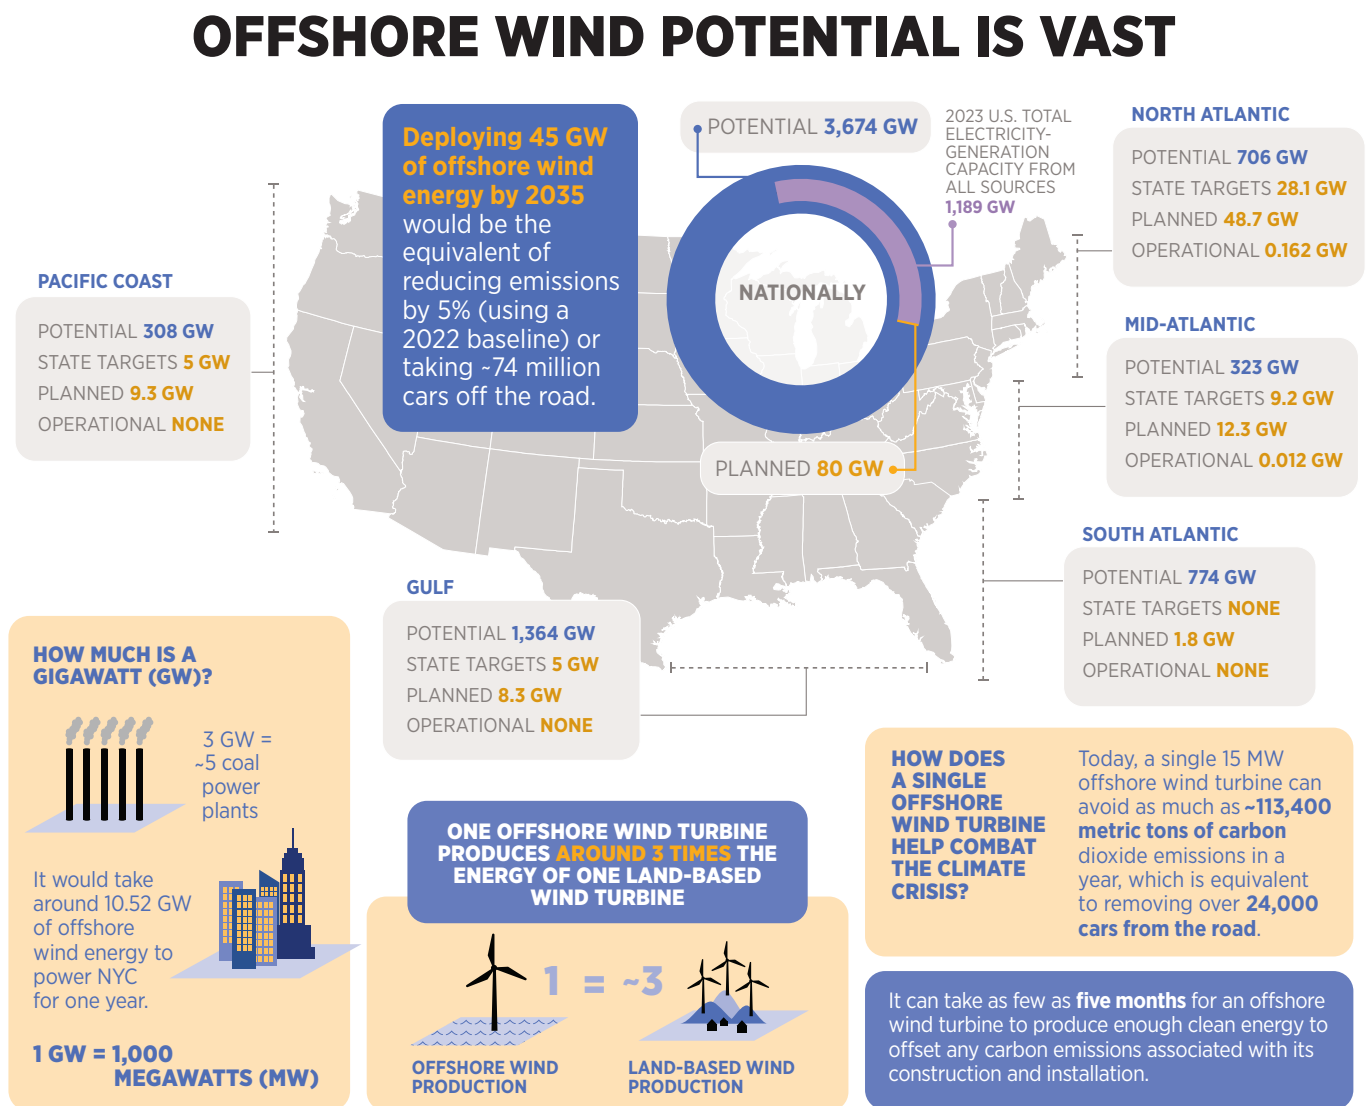 OFFSHORE WIND POTENTIAL IS VAST
Deploying 45 GW
of offshore wind
energy by 2035
would be the
equivalent of
reducing emissions
by 5% (using a
2022 baseline) or
taking ~74 million
cars off the road.
POTENTIAL 3,674 GW
2023 U.S. TOTAL
ELECTRICITY-
GENERATION
CAPACITY FROM
ALL SOURCES
1,189 GW
NATIONALLY
PLANNED 80 GW
NORTH ATLANTIC
POTENTIAL 706 GW
STATE TARGETS 28.1 GW
PLANNED 48.7 GW
OPERATIONAL 0.162 GW
PACIFIC COAST
POTENTIAL 308 GW
STATE TARGETS 5 GW
PLANNED 9.3 GW
OPERATIONAL NONE
MID-ATLANTIC
POTENTIAL 323 GW
STATE TARGETS 9.2 GW
PLANNED 12.3 GW
OPERATIONAL 0.012 GW
SOUTH ATLANTIC
POTENTIAL 774 GW
STATE TARGETS NONE
PLANNED 1.8 GW
OPERATIONAL NONE
GULF
POTENTIAL 1,364 GW
STATE TARGETS 5 GW
PLANNED 8.3 GW
OPERATIONAL NONE
HOW MUCH IS A
GIGAWATT (GW)?
3 GW =
~5 coal
power
plants
It would take
around 10.52 GW
of offshore
wind energy to
power NYC
for one year.
1 GW = 1,000
MEGAWATTS (MW)
ONE OFFSHORE WIND TURBINE
PRODUCES AROUND 3 TIMES THE
ENERGY OF ONE LAND-BASED
WIND TURBINE
1 = ~3
OFFSHORE WIND
PRODUCTION
LAND-BASED WIND
PRODUCTION
HOW DOES
A SINGLE
OFFSHORE
WIND TURBINE
HELP COMBAT
THE CLIMATE
CRISIS?
Today, a single 15 MW
offshore wind turbine can
avoid as much as ~113,400
metric tons of carbon
dioxide emissions in a
year, which is equivalent
to removing over 24,000
cars from the road.
It can take as few as five months for an offshore
wind turbine to produce enough clean energy to
offset any carbon emissions associated with its
construction and installation.